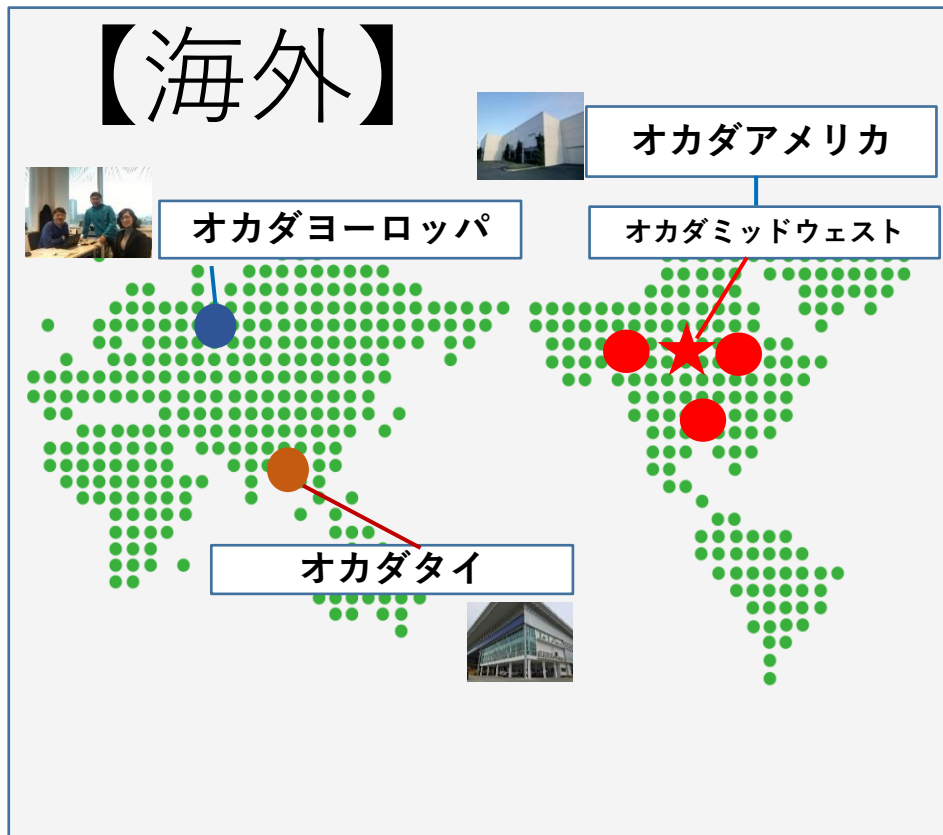 【海外】
オカダアメリカ
オカダヨーロッパ
オカダミッドウェスト
オカダタイ